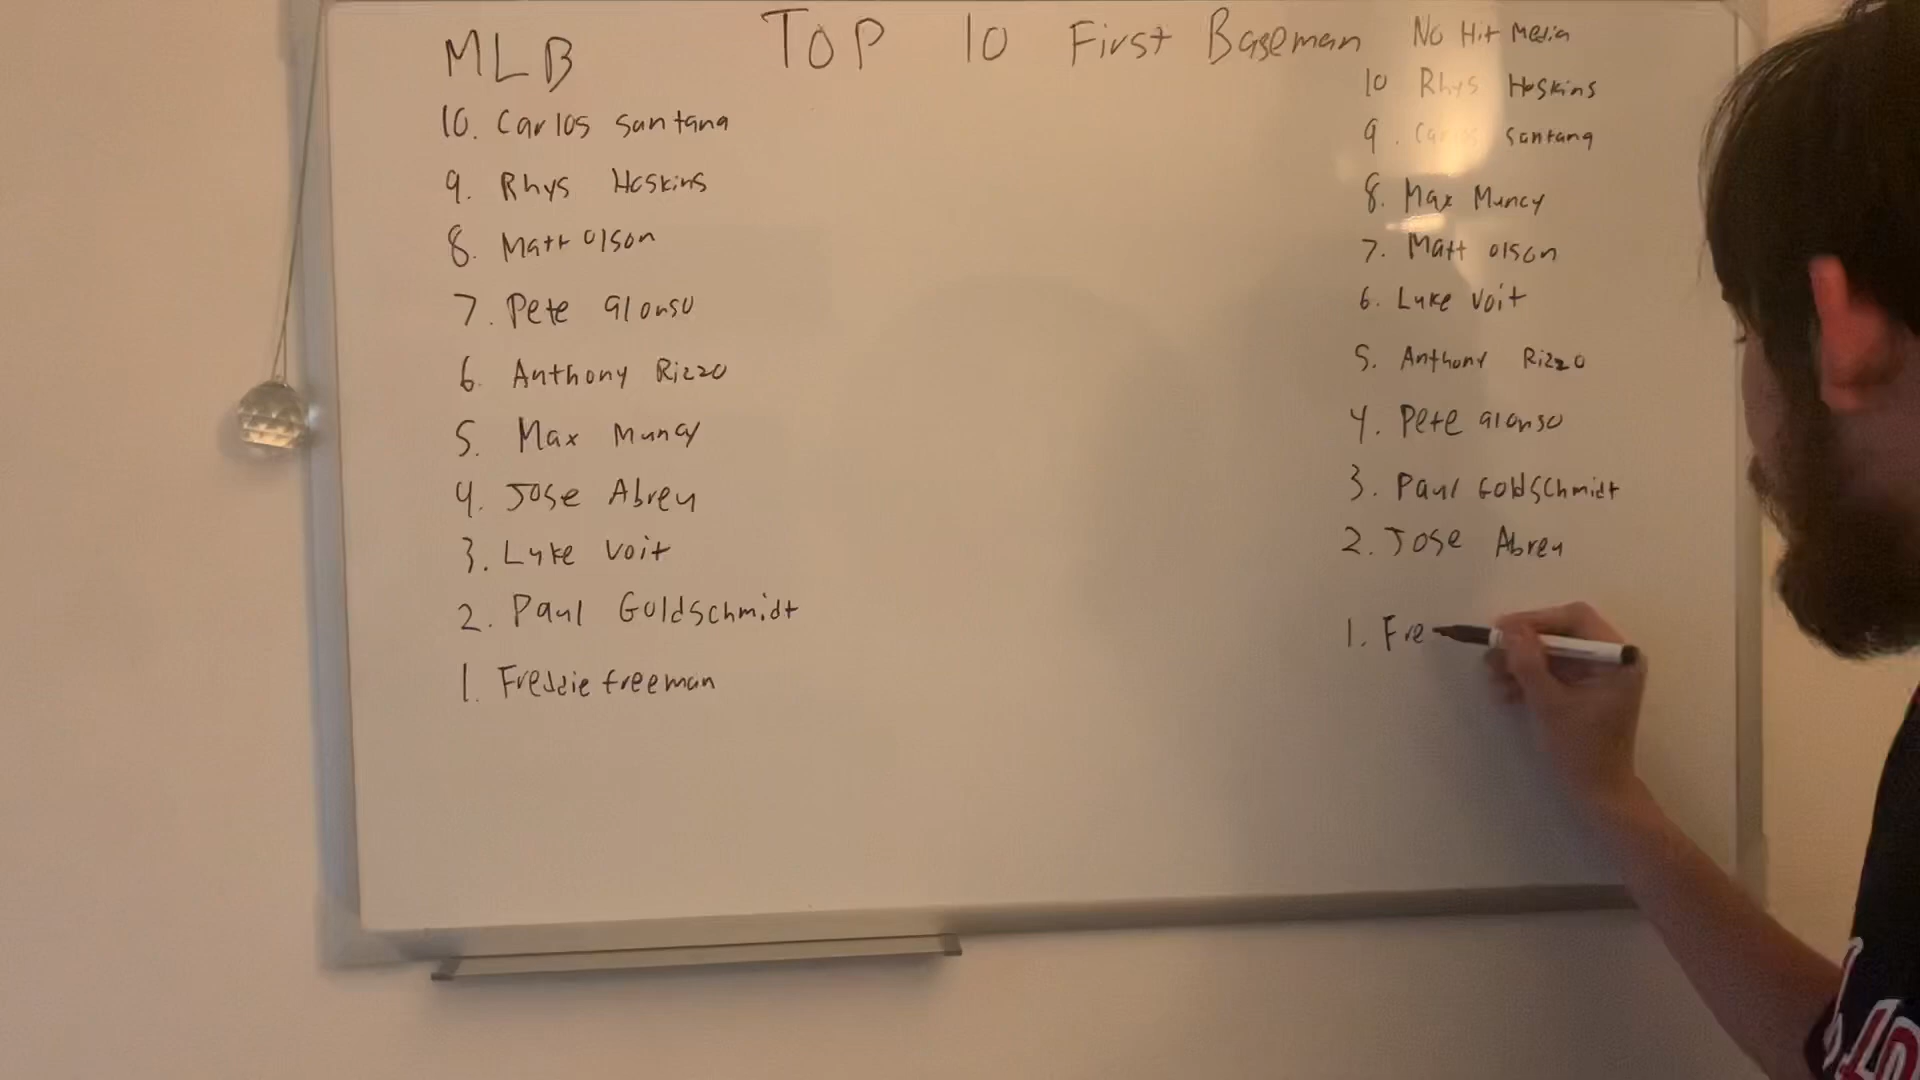 MLB
TOP 10 First Baseman
10. Carlos Santana
9. Rhys Hoskins
8. Matt Olson
7. Pete Alonso
6. Anthony Rizzo
5. Max Muncy
4. Jose Abreu
3. Luke Voit
2. Paul Goldschmidt
1. Freddie freeman
No Hit Media
10 Rhys Hoskins
9. Carlos Santana
8. Max Muncy
7. Matt Olson
6. Luke Voit
5. Anthony Rizzo
4. Pete Alonso
3. Paul Goldschmidt
2. Jose Abreu
1. Fre